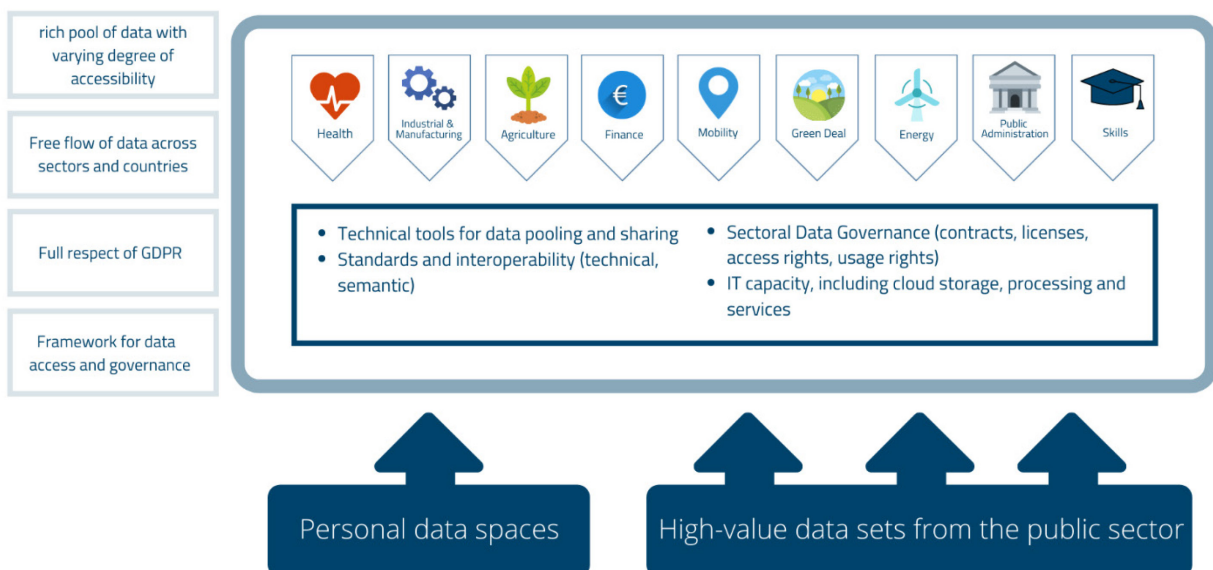 rich pool of data with
varying degree of
accessibility
Free flow of data across
sectors and countries
Full respect of GDPR
Framework for data
access and governance
Health
Industrial &
Manufacturing
Agriculture
€
Finance
Mobility
Green Deal
Energy
Public
Administration
Skills
• Technical tools for data pooling and sharing
• Standards and interoperability (technical,
semantic)
• Sectoral Data Governance (contracts, licenses,
access rights, usage rights)
• IT capacity, including cloud storage, processing and
services
Personal data spaces
High-value data sets from the public sector